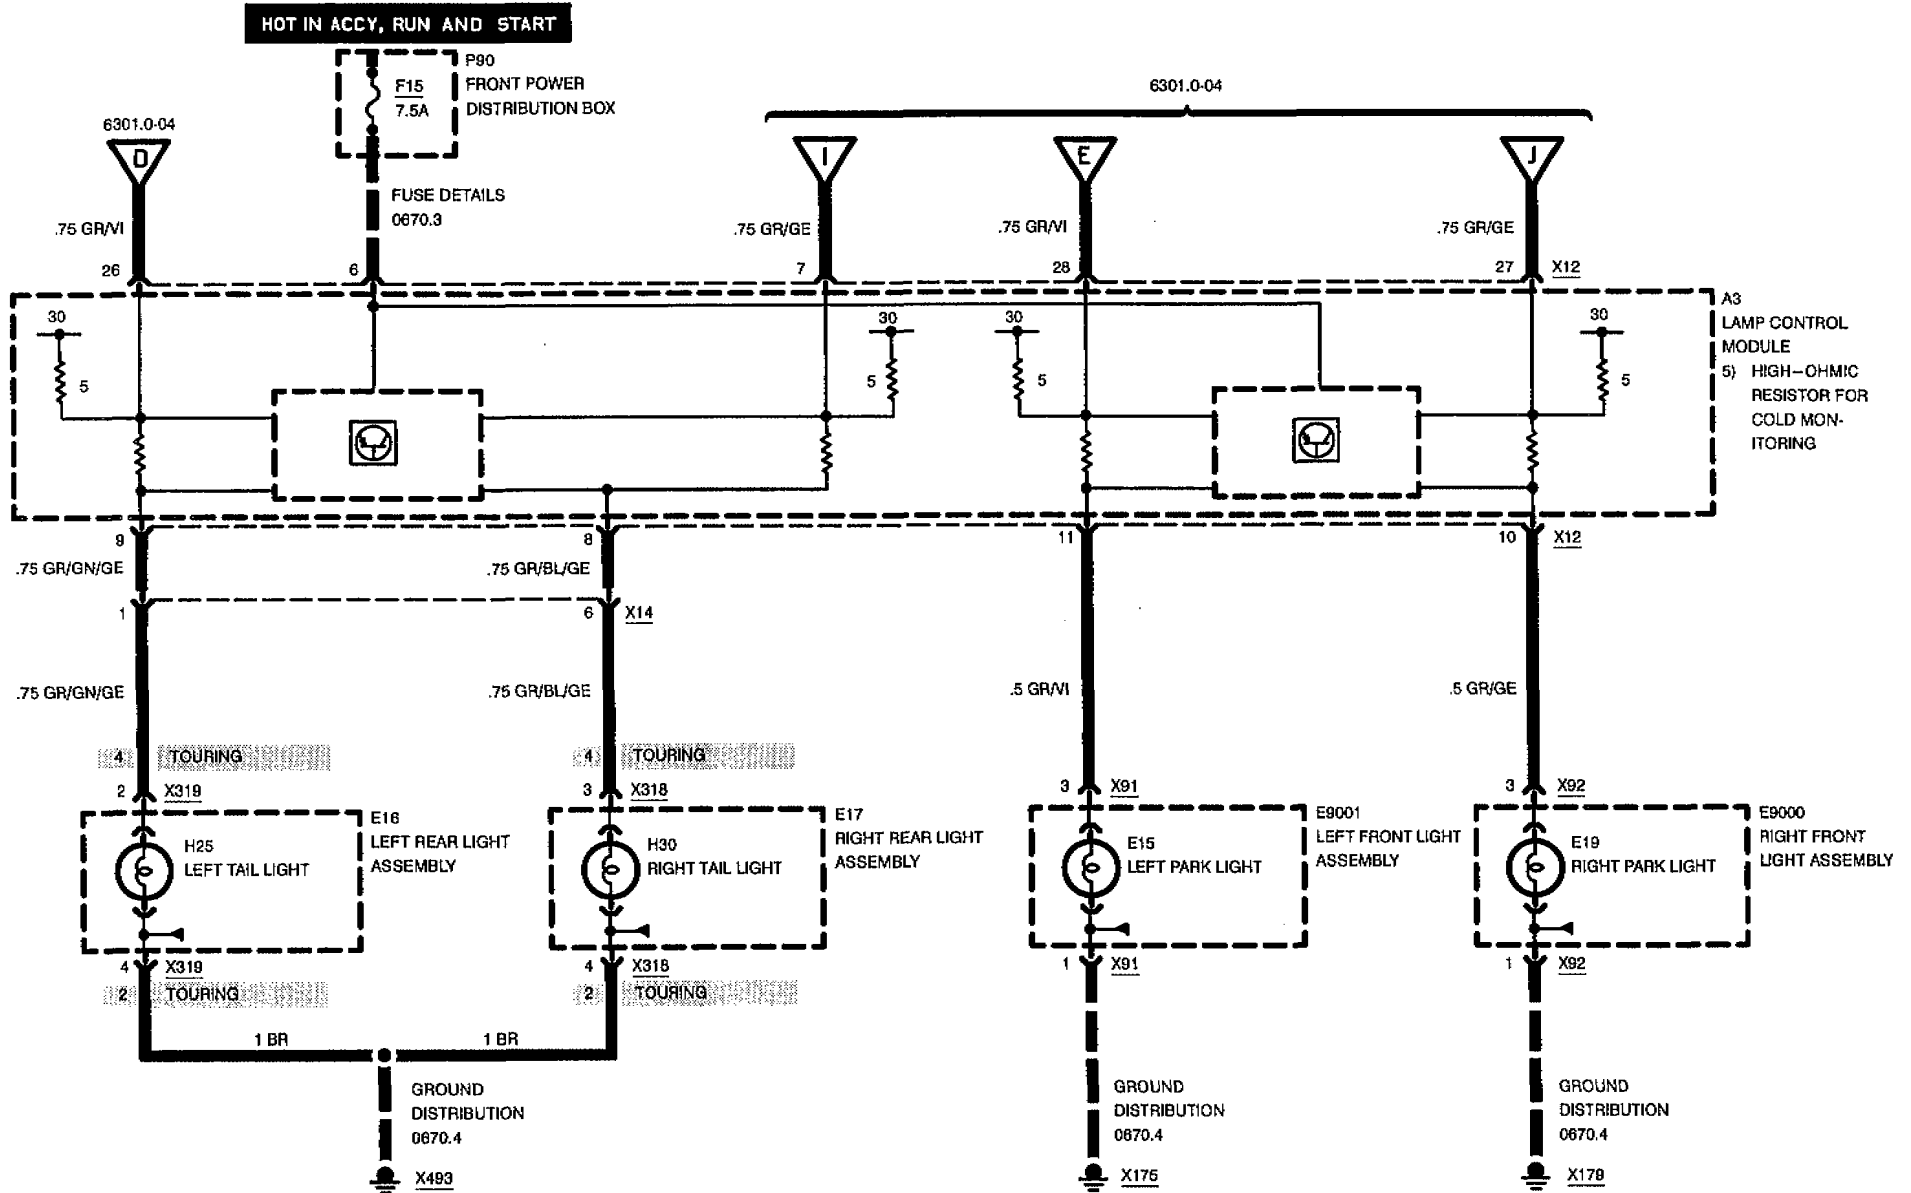 HOT IN ACCY, RUN AND START
P90
FRONT POWER
DISTRIBUTION BOX
F15
7.5A
6301.0-04
6301.0-04
D
I
E
J
FUSE DETAILS
0670.3
.75 GR/VI
.75 GR/GE
.75 GR/VI
.75 GR/GE
26
6
7
28
27
X12
30
30
30
30
5
5
5
5
A3
LAMP CONTROL
MODULE
5) HIGH-OHMIC
RESISTOR FOR
COLD MON-
ITORING
9
8
11
10
X12
.75 GR/GN/GE
.75 GR/BL/GE
1
6
X14
.75 GR/GN/GE
.75 GR/BL/GE
.5 GR/VI
.5 GR/GE
4 TOURING
4 TOURING
2
X319
3
X318
3
X91
3
X92
E16
LEFT REAR LIGHT
ASSEMBLY
H25
LEFT TAIL LIGHT
E17
RIGHT REAR LIGHT
ASSEMBLY
H30
RIGHT TAIL LIGHT
E9001
LEFT FRONT LIGHT
ASSEMBLY
E15
LEFT PARK LIGHT
E9000
RIGHT FRONT
LIGHT ASSEMBLY
E19
RIGHT PARK LIGHT
4
X319
4
X318
1
X91
1
X92
2 TOURING
2 TOURING
1 BR
1 BR
GROUND
DISTRIBUTION
0670.4
GROUND
DISTRIBUTION
0670.4
GROUND
DISTRIBUTION
0670.4
X493
X175
X179